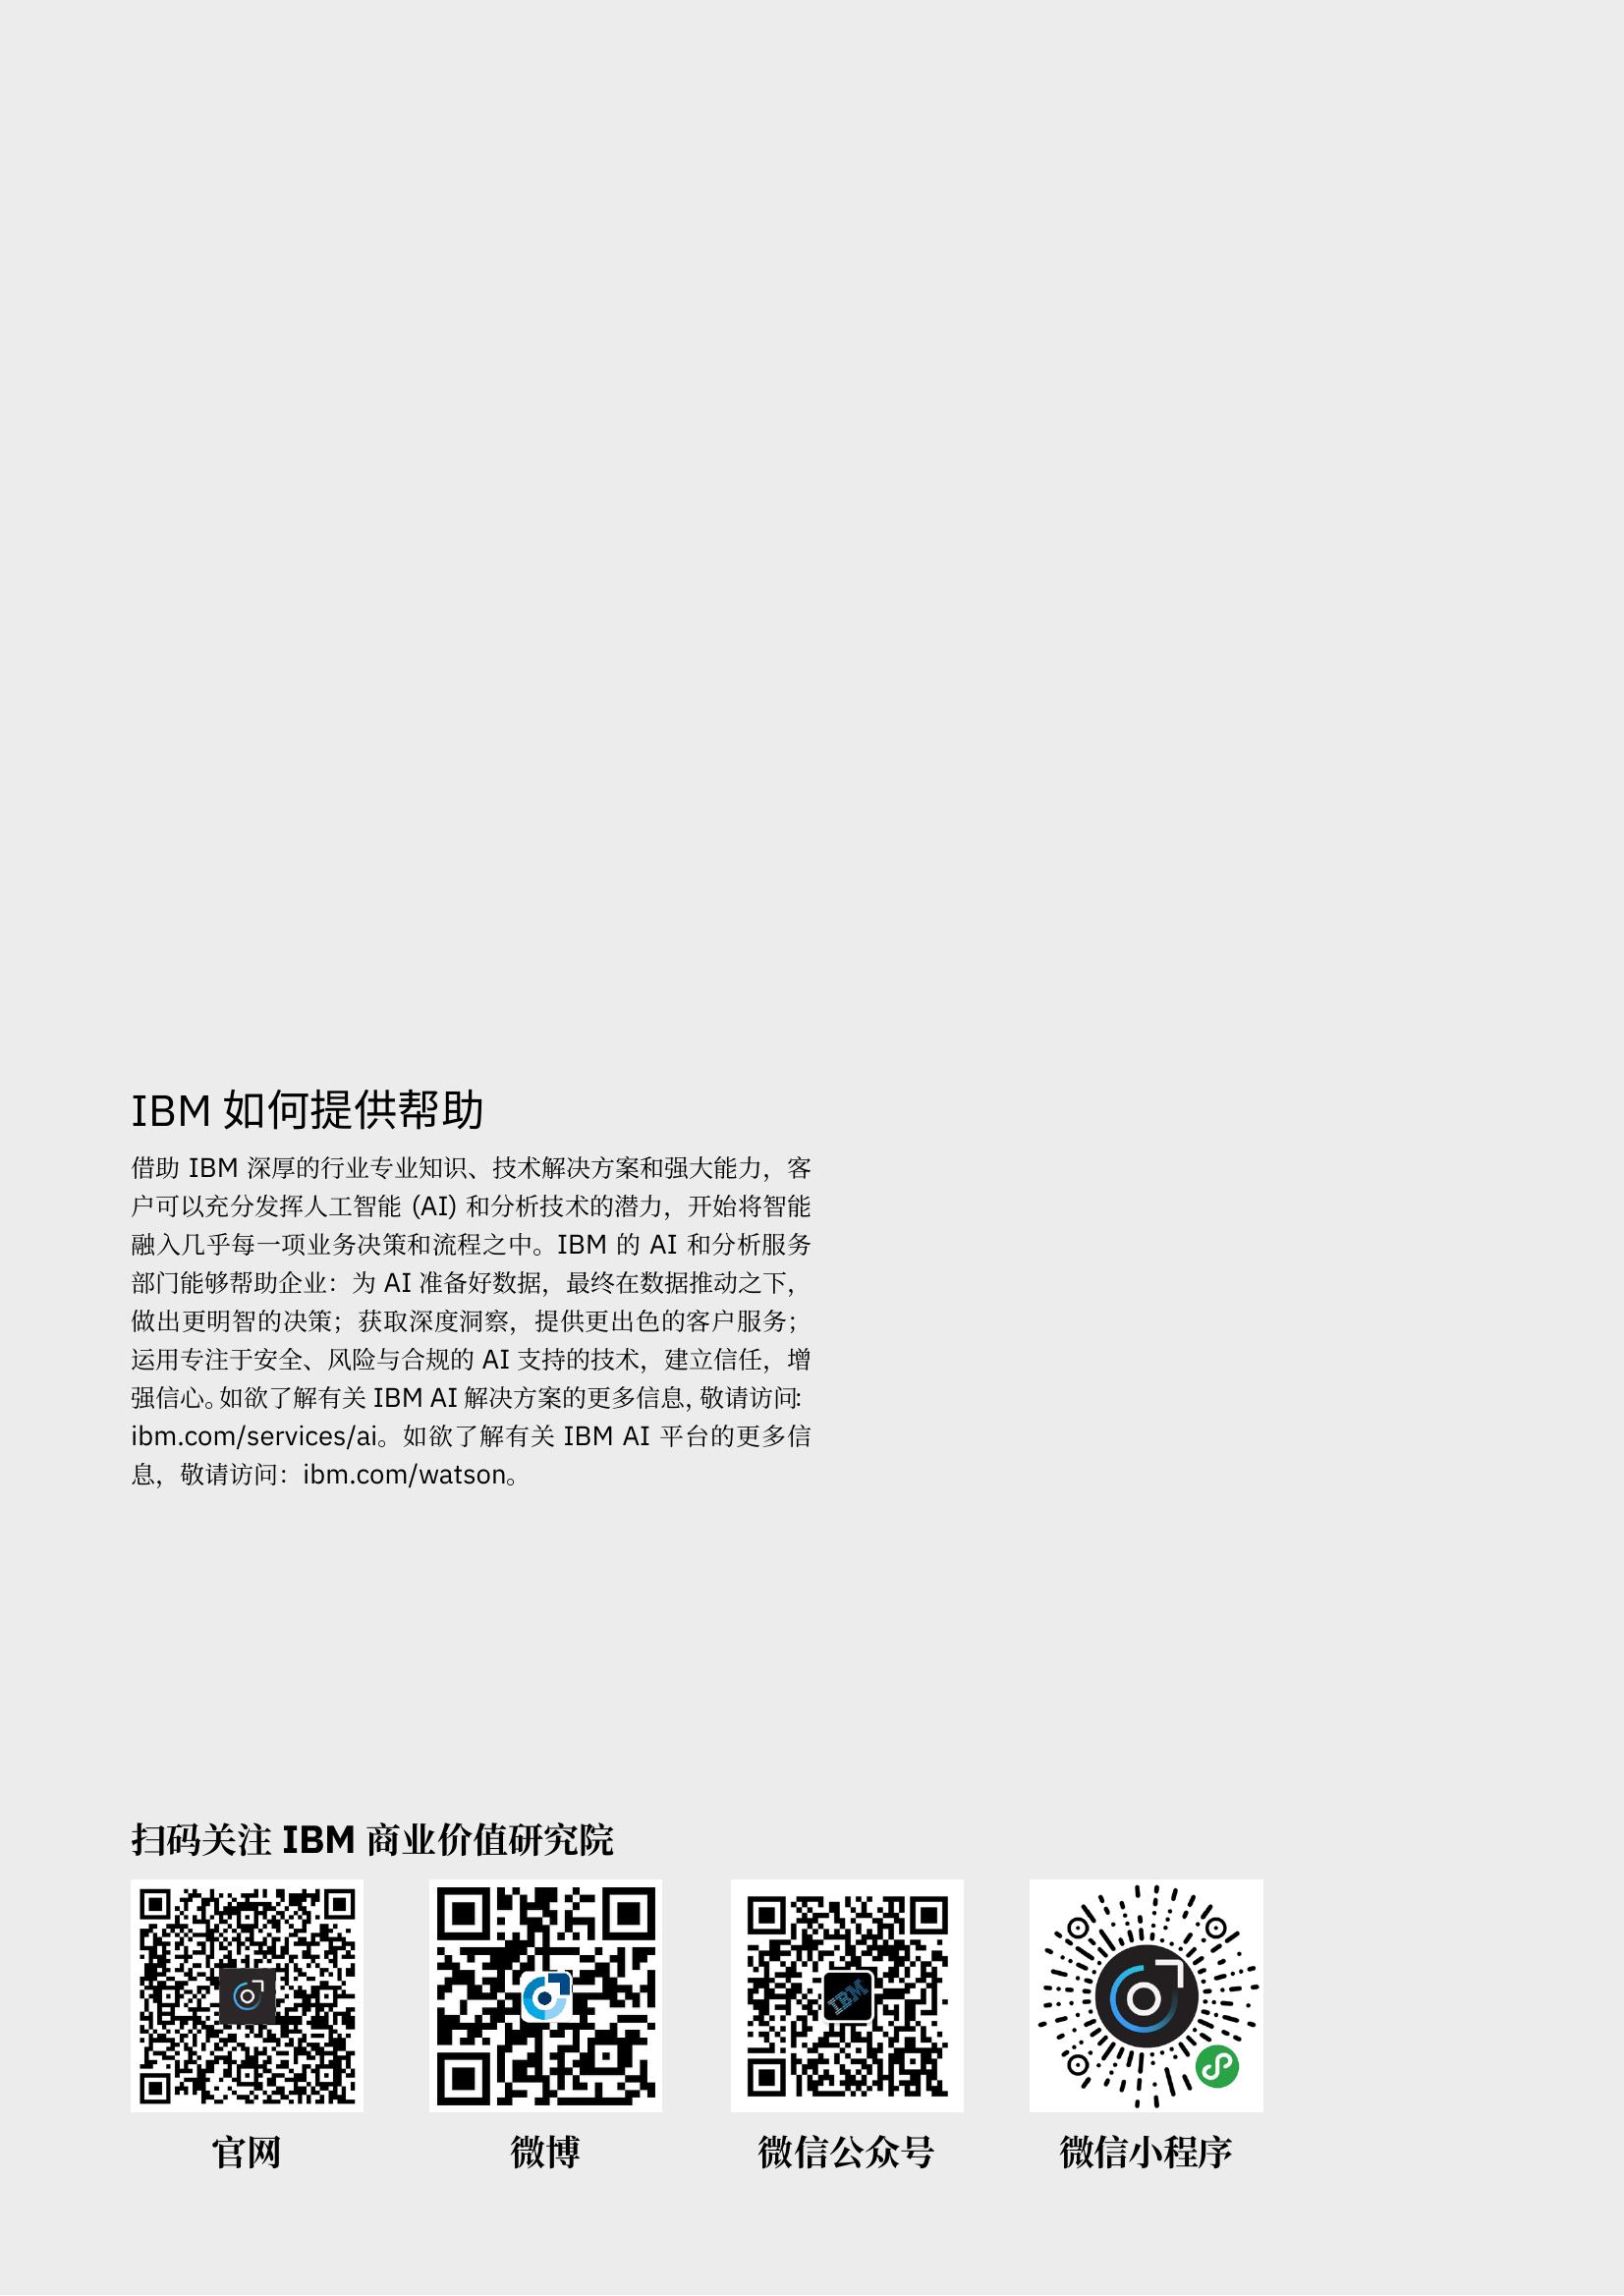 IBM 如何提供帮助
借助 IBM 深厚的行业专业知识、技术解决方案和强大能力，客
户可以充分发挥人工智能 (AI) 和分析技术的潜力，开始将智能
融入几乎每一项业务决策和流程之中。IBM 的 AI 和分析服务
部门能够帮助企业：为 AI 准备好数据，最终在数据推动之下，
做出更明智的决策；获取深度洞察，提供更出色的客户服务；
运用专注于安全、风险与合规的 AI 支持的技术，建立信任，增
强信心。如欲了解有关 IBM AI 解决方案的更多信息，敬请访问：
ibm.com/services/ai。如欲了解有关 IBM AI 平台的更多信
息，敬请访问：ibm.com/watson。
扫码关注 IBM 商业价值研究院
IBM
官网 微博 微信公众号 微信小程序